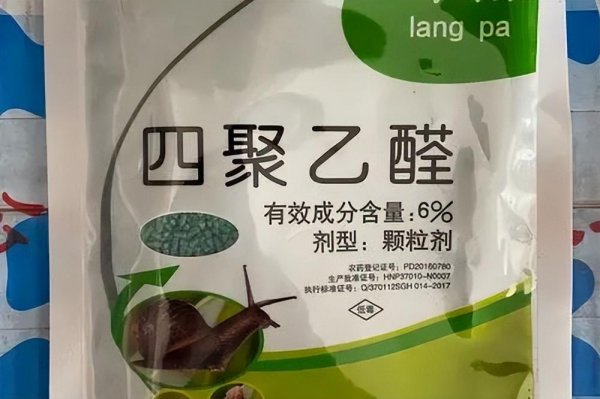 lang pa
四聚乙醛
有效成分含量:6%
剂型：颗粒剂
农药登记证号：PD20160780
生产批准证号：HNP37010-N0007
执行标准证号：Q/370112SGH 014-2017
低毒